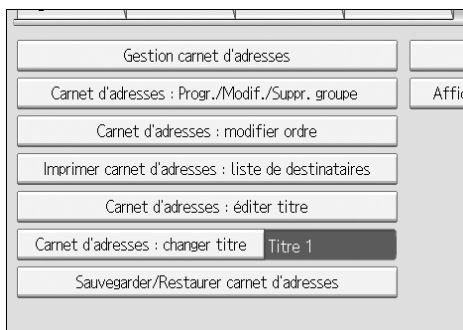 Gestion carnet d'adresses
Carnet d'adresses : Progr./Modif./Suppr. groupe
Carnet d'adresses : modifier ordre
Imprimer carnet d'adresses : liste de destinataires
Carnet d'adresses : éditer titre
Carnet d'adresses : changer titre Titre 1
Sauvegarder/Restaurer carnet d'adresses